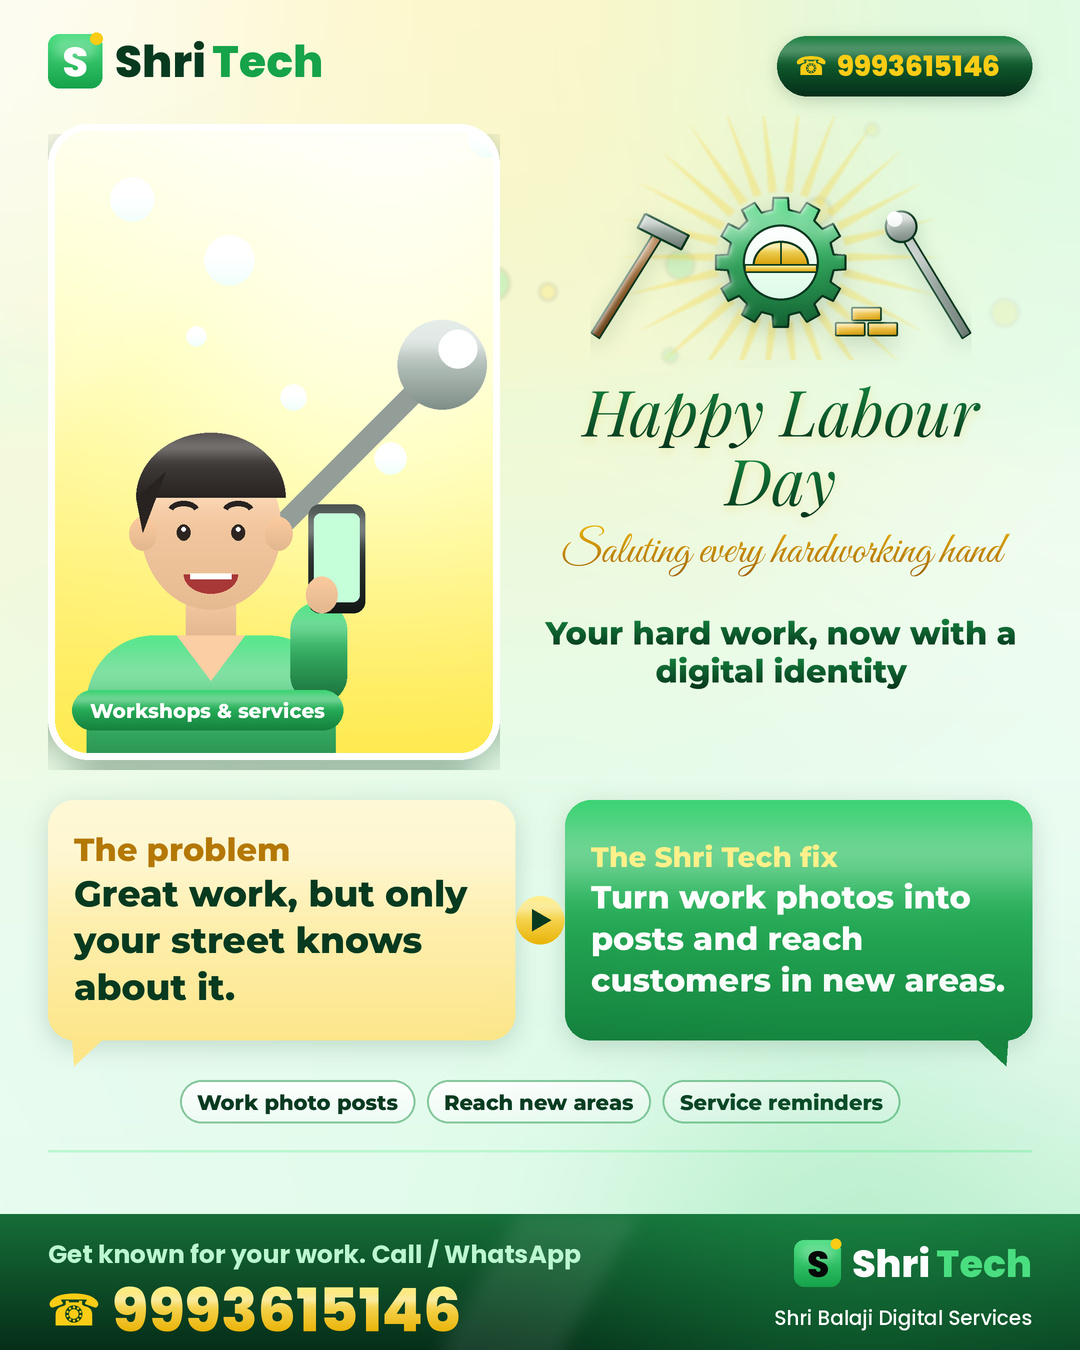 S Shri Tech
☎ 9993615146
Happy Labour
Day
Saluting every hardworking hand
Your hard work, now with a
digital identity
Workshops & services
The problem
Great work, but only
your street knows
about it.
The Shri Tech fix
Turn work photos into
posts and reach
customers in new areas.
Work photo posts
Reach new areas
Service reminders
Get known for your work. Call / WhatsApp
☎ 9993615146
S Shri Tech
Shri Balaji Digital Services